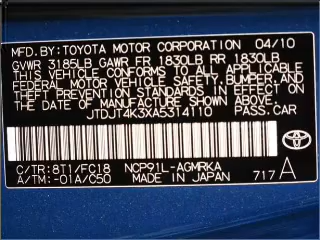 MFD.BY:TOYOTA MOTOR CORPORATION 04/10
GVWR 3185LB GAWR FR 1830LB RR 1830LB
THIS VEHICLE CONFORMS TO ALL APPLICABLE
FEDERAL MOTOR VEHICLE SAFETY,BUMPER,AND
THEFT PREVENTION STANDARDS IN EFFECT ON
THE DATE OF MANUFACTURE SHOWN ABOVE.
JTDJT4K3XA5314110 PASS.CAR
C/TR:8T1/FC18 NCP91L-AGMRKA
A/TM:-01A/C50 MADE IN JAPAN 717 A
TOYOTA